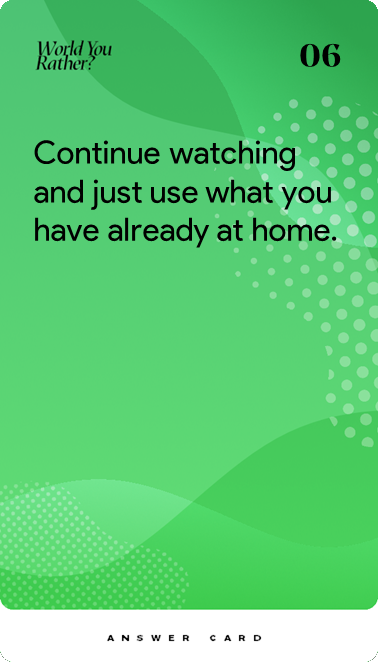 World You
Rather?
06
Continue watching
and just use what you
have already at home.
ANSWER CARD